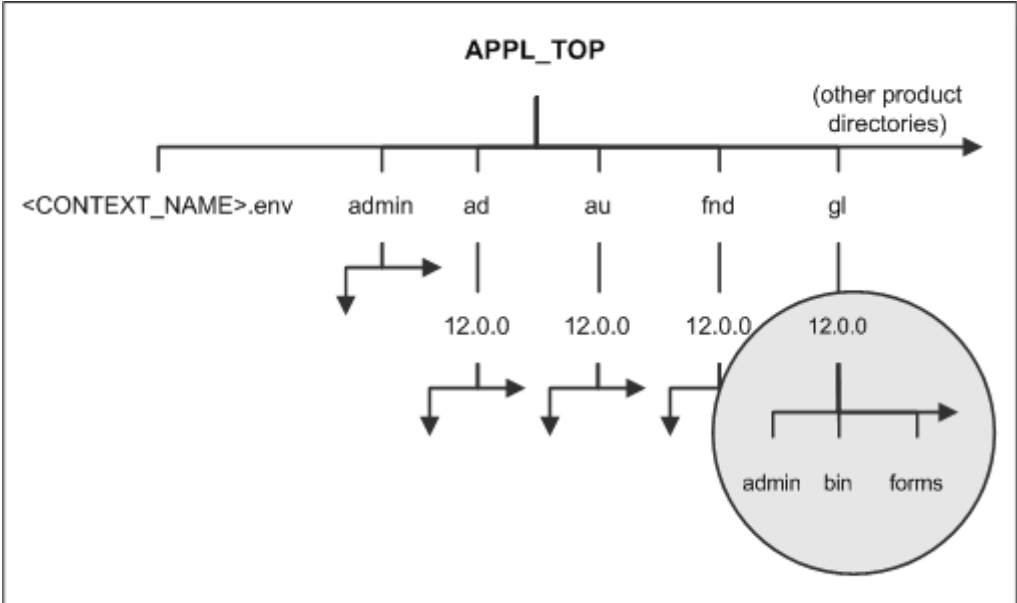 APPL_TOP
(other product
directories)
<CONTEXT_NAME>.env admin ad au fnd gl
12.0.0 12.0.0 12.0.0 12.0.0
admin bin forms